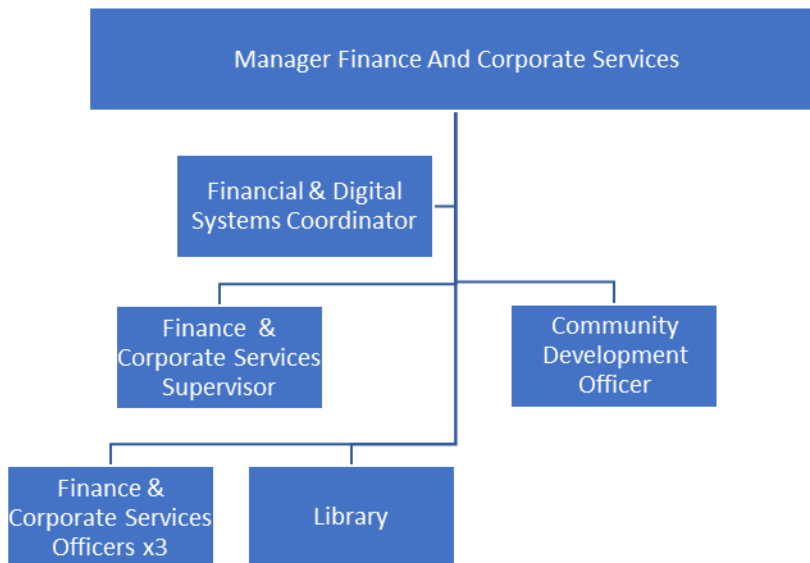 Manager Finance And Corporate Services
Financial & Digital
Systems Coordinator
Finance &
Corporate Services
Supervisor
Community
Development
Officer
Finance &
Corporate Services
Officers x3
Library